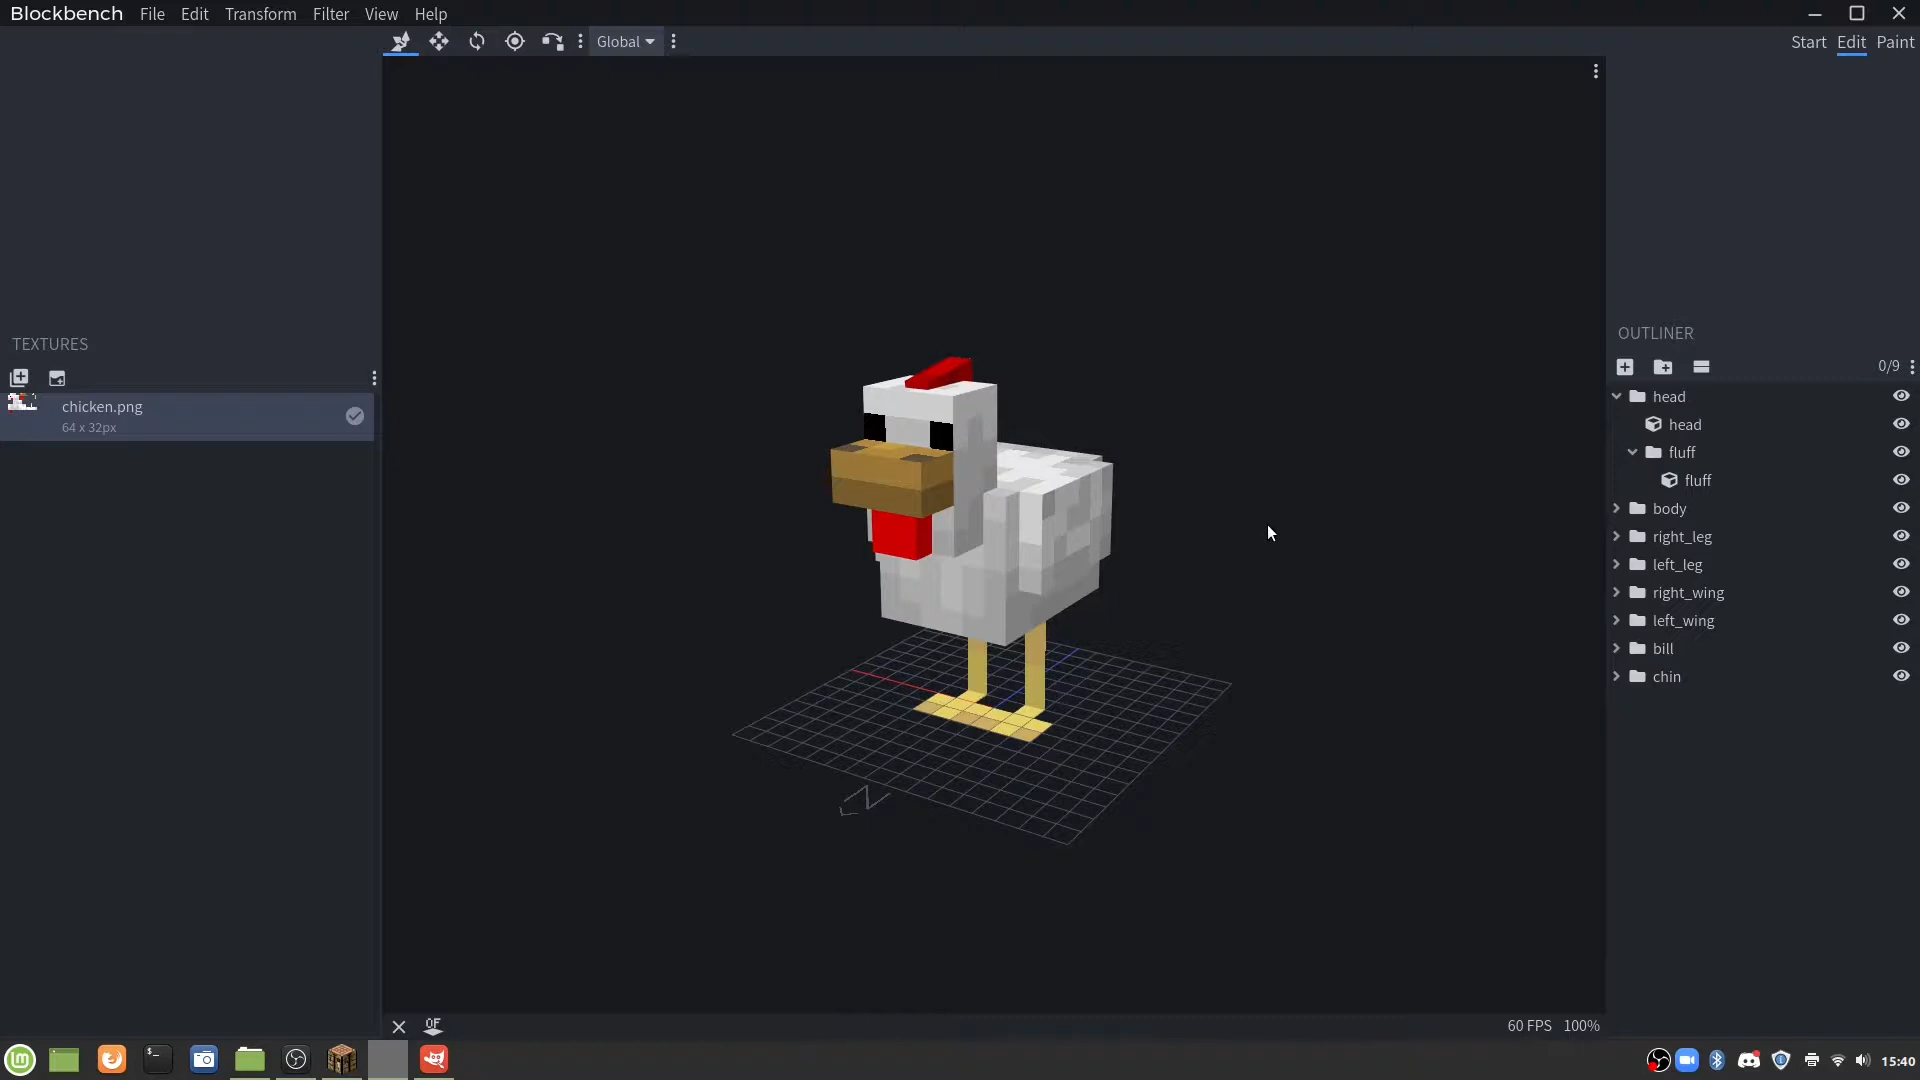 Blockbench File Edit Transform Filter View Help
Global
Start Edit Paint
TEXTURES
chicken.png
64 x 32px
OUTLINER
0/9
head
head
fluff
fluff
body
right_leg
left_leg
right_wing
left_wing
bill
chin
N
OF
60 FPS 100%
15:40